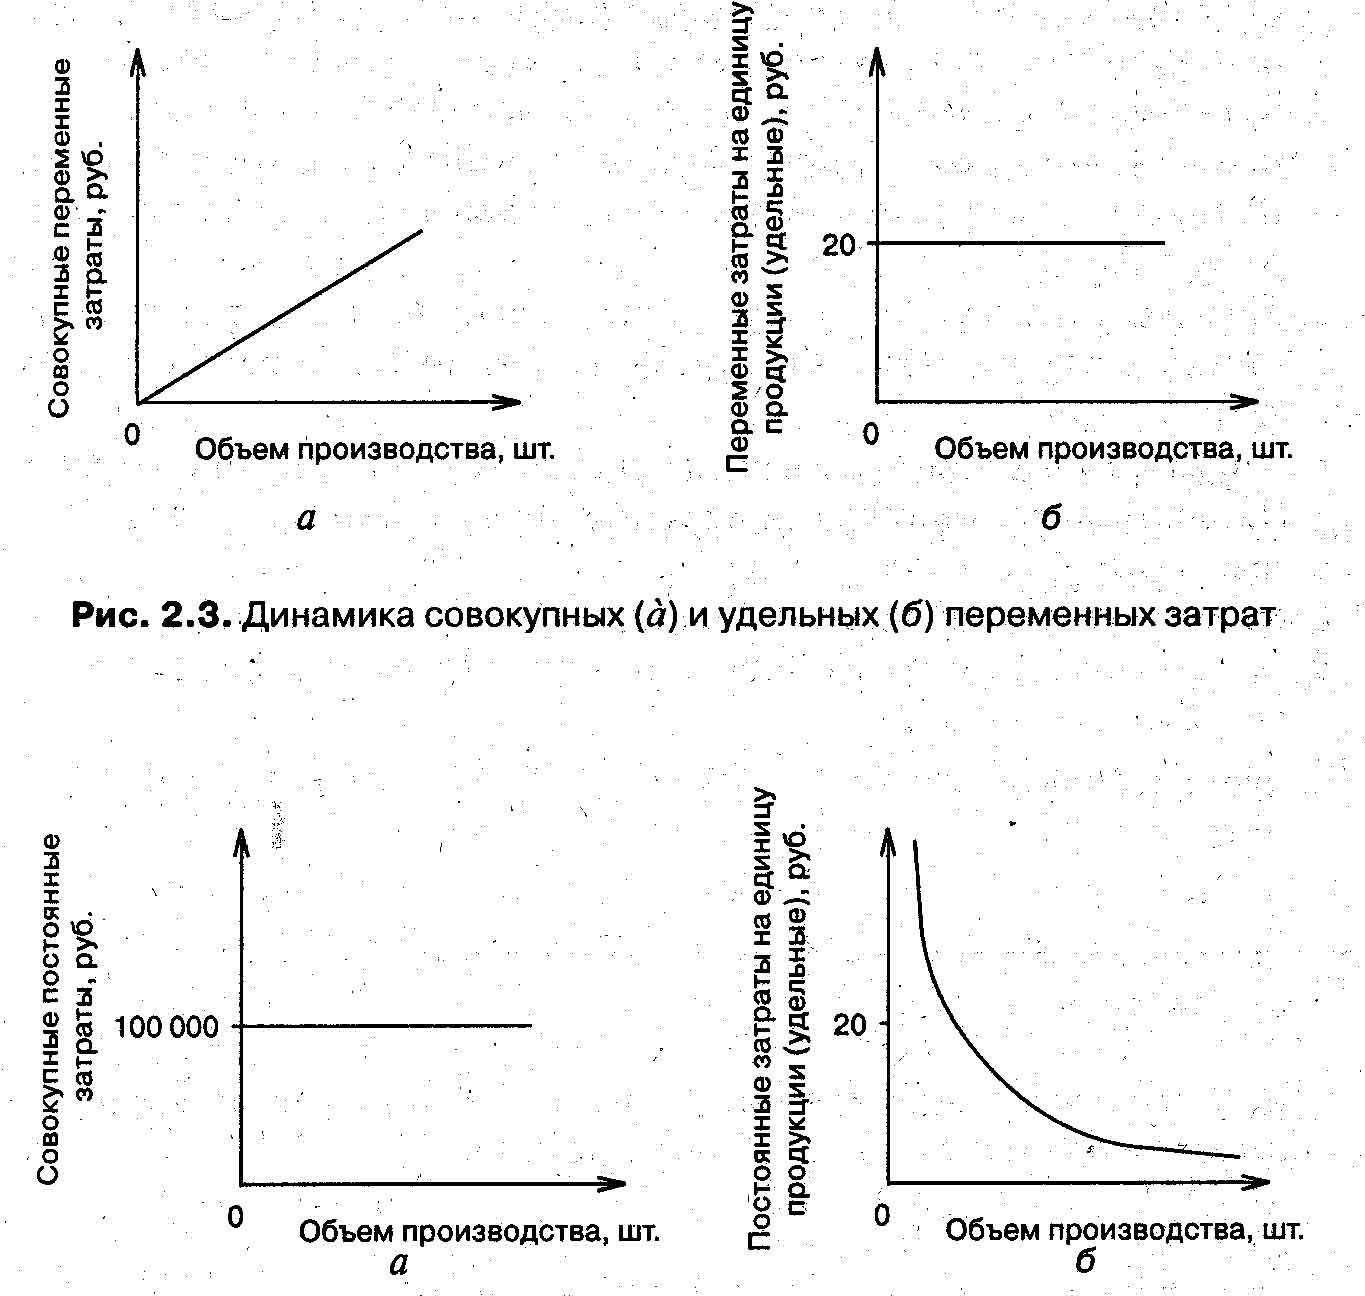 Совокупные переменные
затраты, руб.
0
Объем производства, шт.
а
Переменные затраты на единицу
продукции (удельные), руб.
20
0
Объем производства, шт.
б
Рис. 2.3. Динамика совокупных (а) и удельных (б) переменных затрат
Совокупные постоянные
затраты, руб.
100 000
0
Объем производства, шт.
а
Постоянные затраты на единицу
продукции (удельные), руб.
20
0
Объем производства, шт.
б